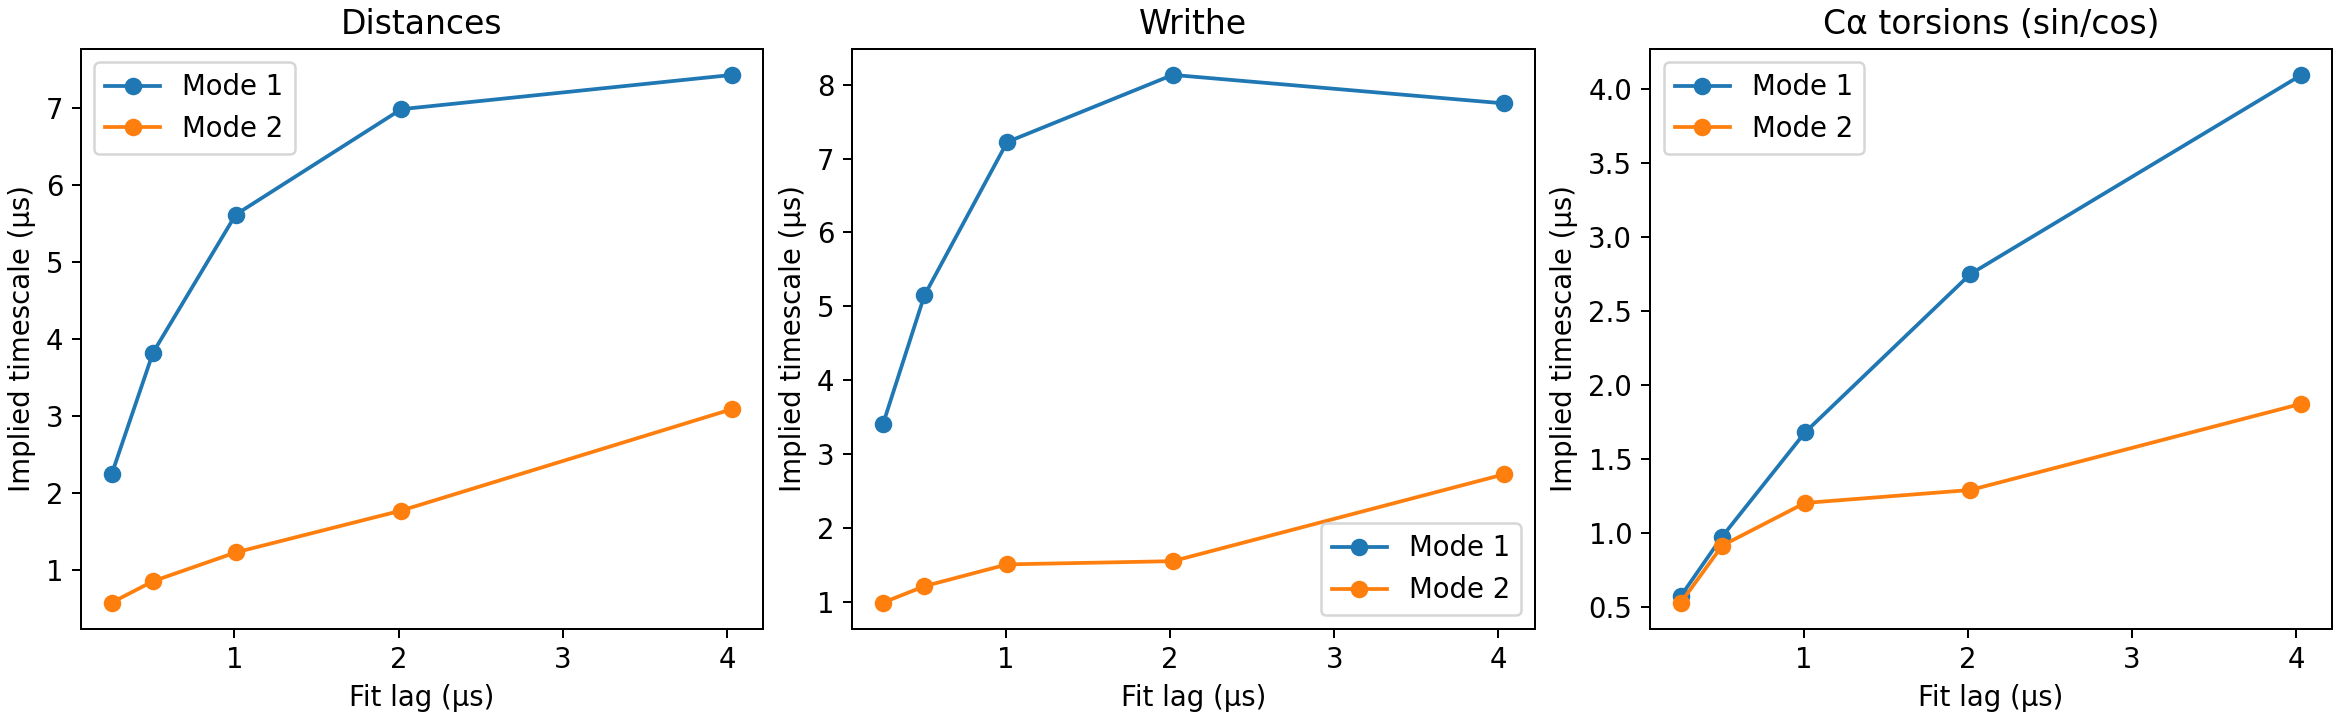 Distances
Mode 1
Mode 2
7
6
5
4
3
2
1
Implied timescale (µs)
1 2 3 4
Fit lag (µs)
Writhe
8
7
6
5
4
3
2
1
Implied timescale (µs)
Mode 1
Mode 2
1 2 3 4
Fit lag (µs)
Cα torsions (sin/cos)
Mode 1
Mode 2
4.0
3.5
3.0
2.5
2.0
1.5
1.0
0.5
Implied timescale (µs)
1 2 3 4
Fit lag (µs)